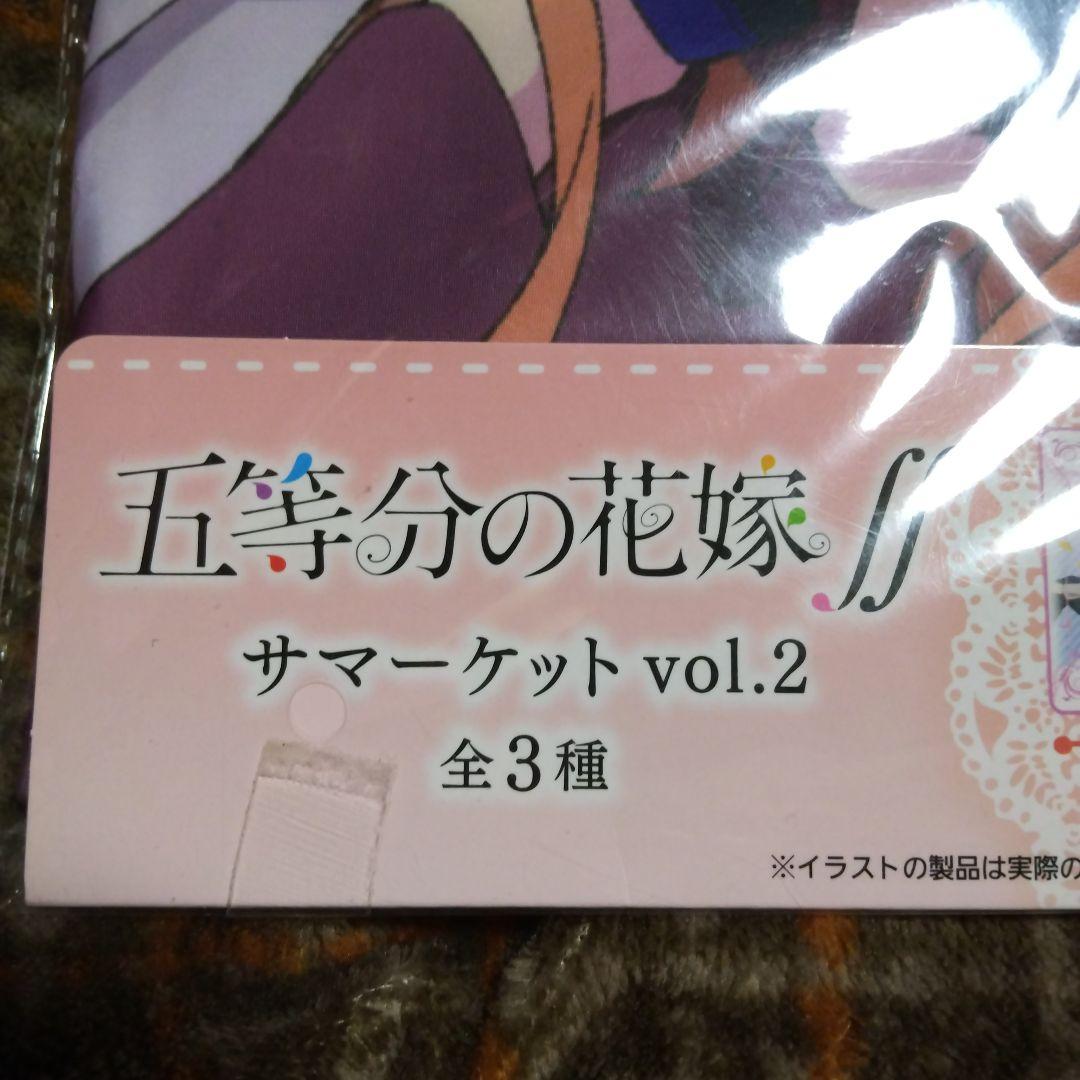 五等分の花嫁∬
サマーケット vol.2
全3種
※イラストの製品は実際の